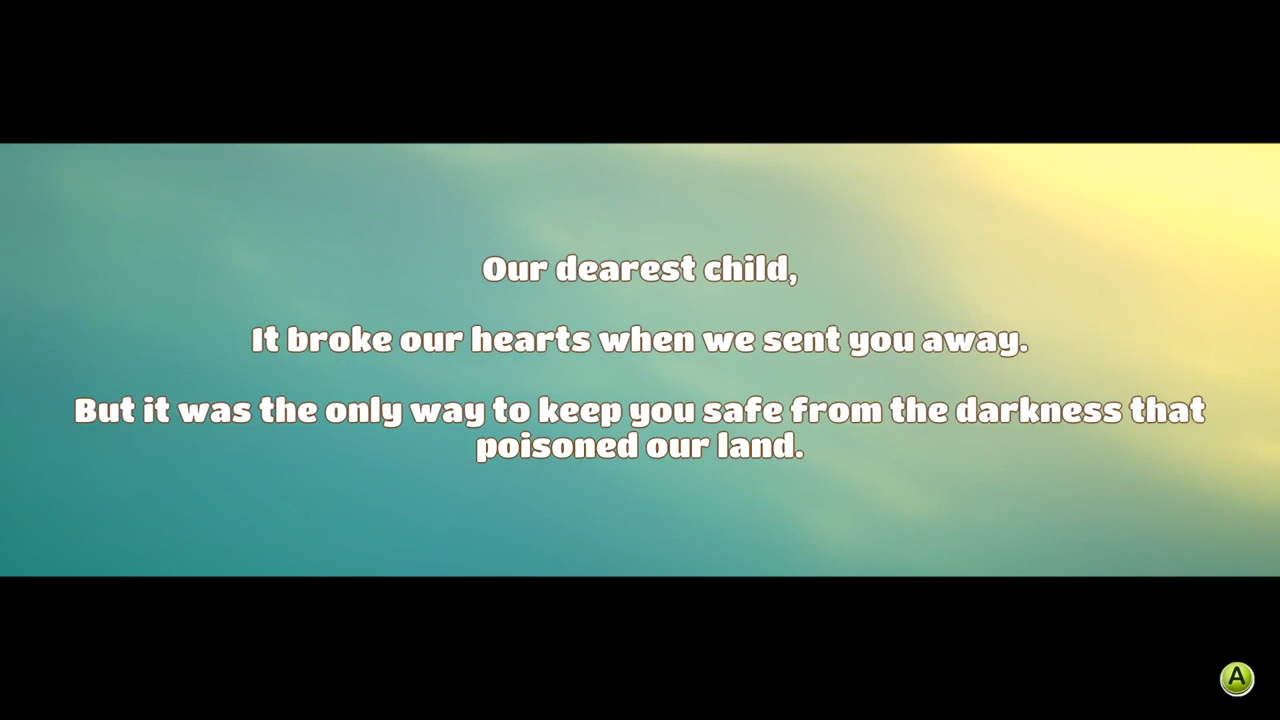 Our dearest child,
It broke our hearts when we sent you away.
But it was the only way to keep you safe from the darkness that
poisoned our land.
A